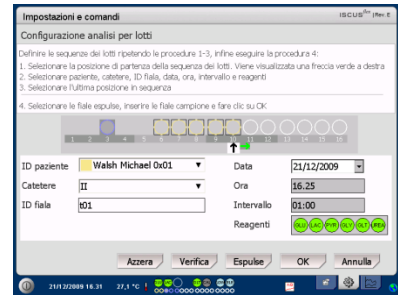 Impostazioni e comandi
ISCUSflex |Rev. E
Configurazione analisi per lotti
Definire le sequenze dei lotti ripetendo le procedure 1-3, infine eseguire la procedura 4:
1. Selezionare la posizione di partenza della sequenza dei lotti. Viene visualizzata una freccia verde a destra
2. Selezionare paziente, catetere, ID fiala, data, ora, intervallo e reagenti
3. Selezionare l'ultima posizione in sequenza
4. Selezionare le fiale espulse, inserire le fiale campione e fare clic su OK
1 2 3 4 5 6 7 8 9 10 11 12 13 14 15 16
ID paziente Walsh Michael 0x01 Data 21/12/2009
Catetere II Ora 16.25
ID fiala t01 Intervallo 01:00
Reagenti GLU LAC PYR GLY GLT UREA
Azzera Verifica Espulse OK Annulla
21/12/2009 16.31 27,1 °C